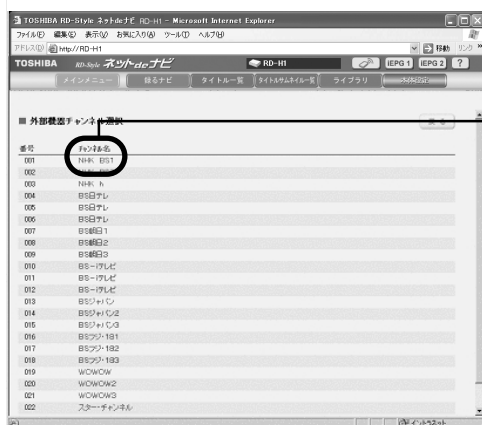 TOSHIBA RD-Style ネットdeナビ RD-H1 - Microsoft Internet Explorer
ファイル(F) 編集(E) 表示(V) お気に入り(A) ツール(T) ヘルプ(H)
アドレス(D) http://RD-H1 移動 リンク
TOSHIBA RD-Style ネットdeナビ RD-H1 iEPG 1 iEPG 2 ?
メインメニュー 録るナビ タイトル一覧 タイトルサムネイル一覧 ライブラリ 本体設定
■ 外部機器チャンネル選択 戻る
番号 チャンネル名
001 NHK BS1
002
003 NHK h
004 BS日テレ
005 BS日テレ
006 BS日テレ
007 BS朝日1
008 BS朝日2
009 BS朝日3
010 BS-iテレビ
011 BS-iテレビ
012 BS-iテレビ
013 BSジャパン
014 BSジャパン2
015 BSジャパン3
016 BSフジ・181
017 BSフジ・182
018 BSフジ・183
019 WOWOW
020 WOWOW2
021 WOWOW3
022 スター・チャンネル
イントラネット